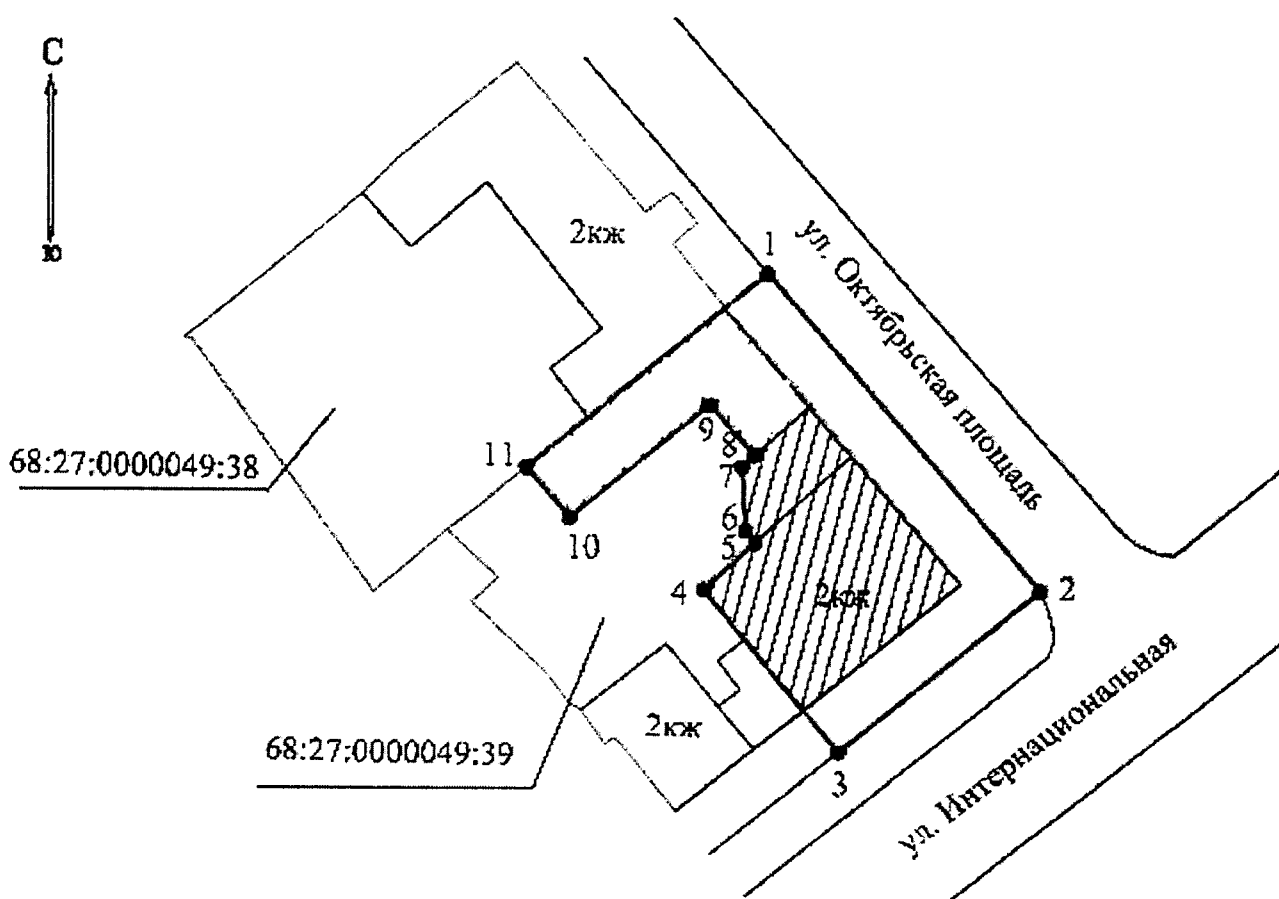 С
ю
2кж
1
ул. Октябрьская площадь
9
8
7
68:27:0000049:38
11
6
10
5
4
2кж
2
2кж
68:27:0000049:39
3
ул. Интернациональная